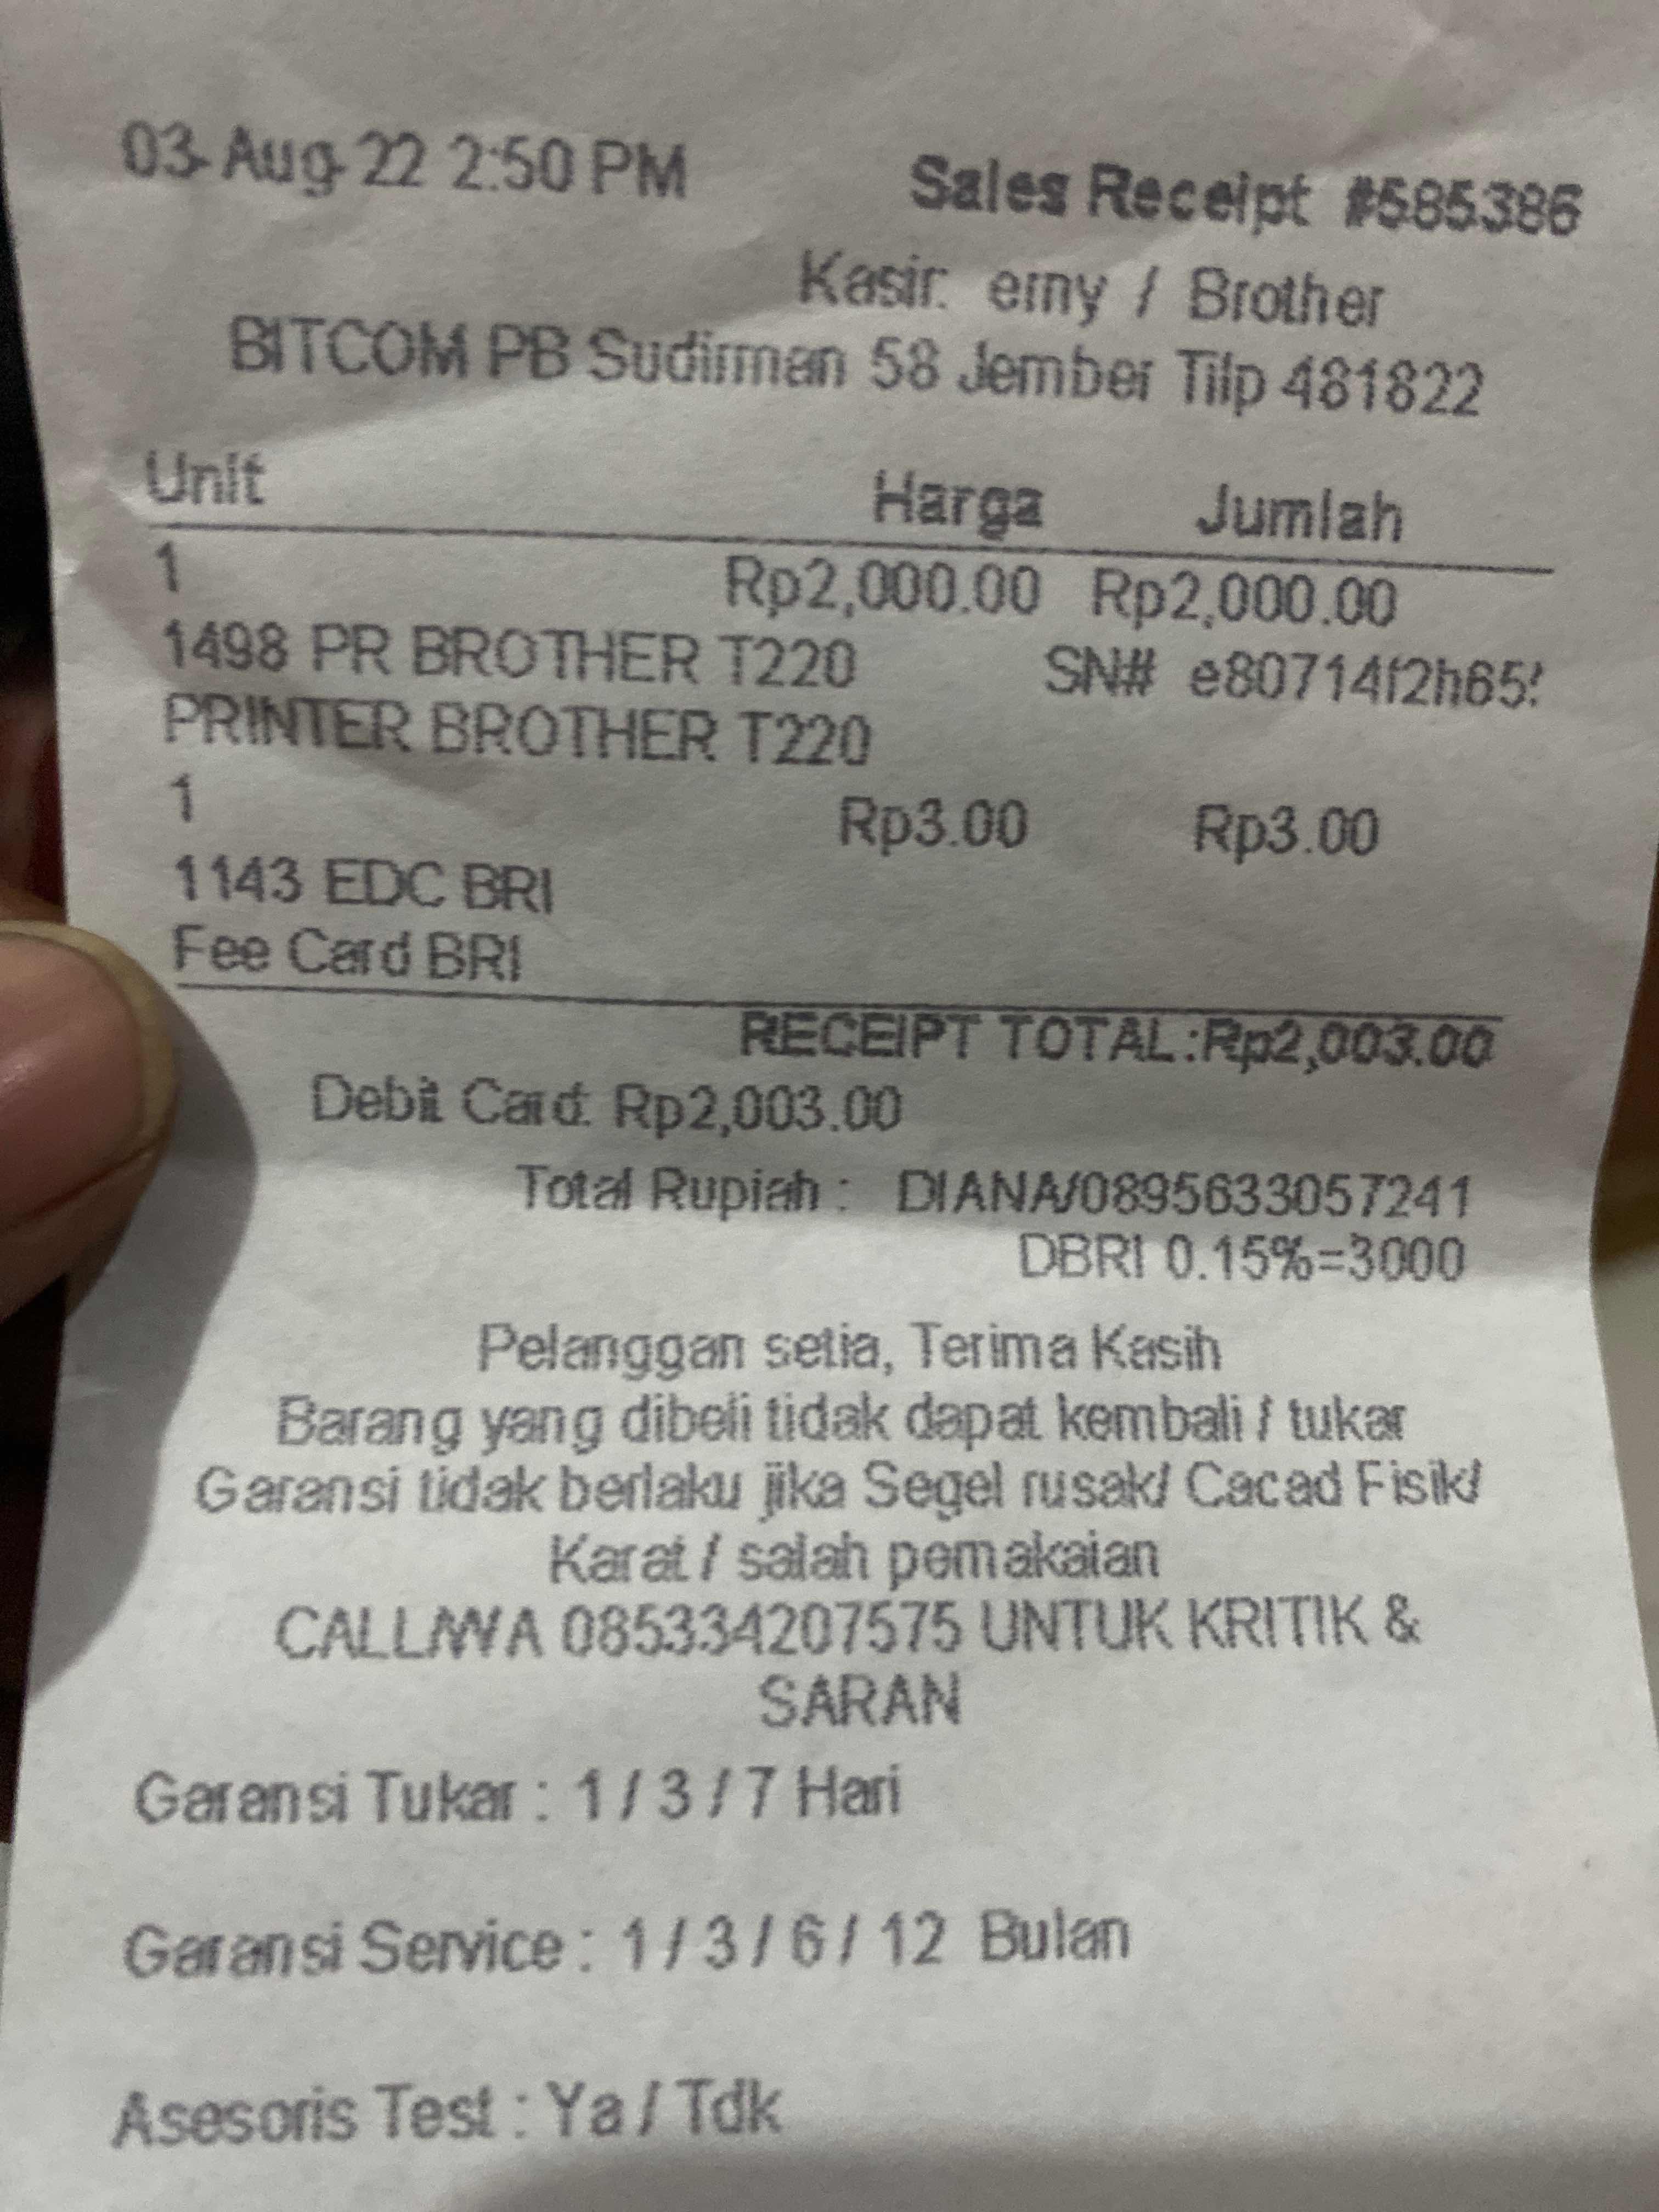 03-Aug-22 2:50 PM Sales Receipt #585386
Kasir: erny / Brother
BITCOM PB Sudirman 58 Jember Tilp 481822
Unit Harga Jumlah
1 Rp2,000.00 Rp2,000.00
1498 PR BROTHER T220 SN# e80714f2h65
PRINTER BROTHER T220
1 Rp3.00 Rp3.00
1143 EDC BRI
Fee Card BRI
RECEIPT TOTAL:Rp2,003.00
Debit Card: Rp2,003.00
Total Rupiah : DIANA/0895633057241
DBRI 0.15%=3000
Pelanggan setia, Terima Kasih
Barang yang dibeli tidak dapat kembali / tukar
Garansi tidak berlaku jika Segel rusak/ Cacad Fisik/
Karat / salah pemakaian
CALL/WA 085334207575 UNTUK KRITIK &
SARAN
Garansi Tukar : 1 / 3 / 7 Hari
Garansi Service : 1 / 3 / 6 / 12 Bulan
Asesoris Test : Ya / Tdk